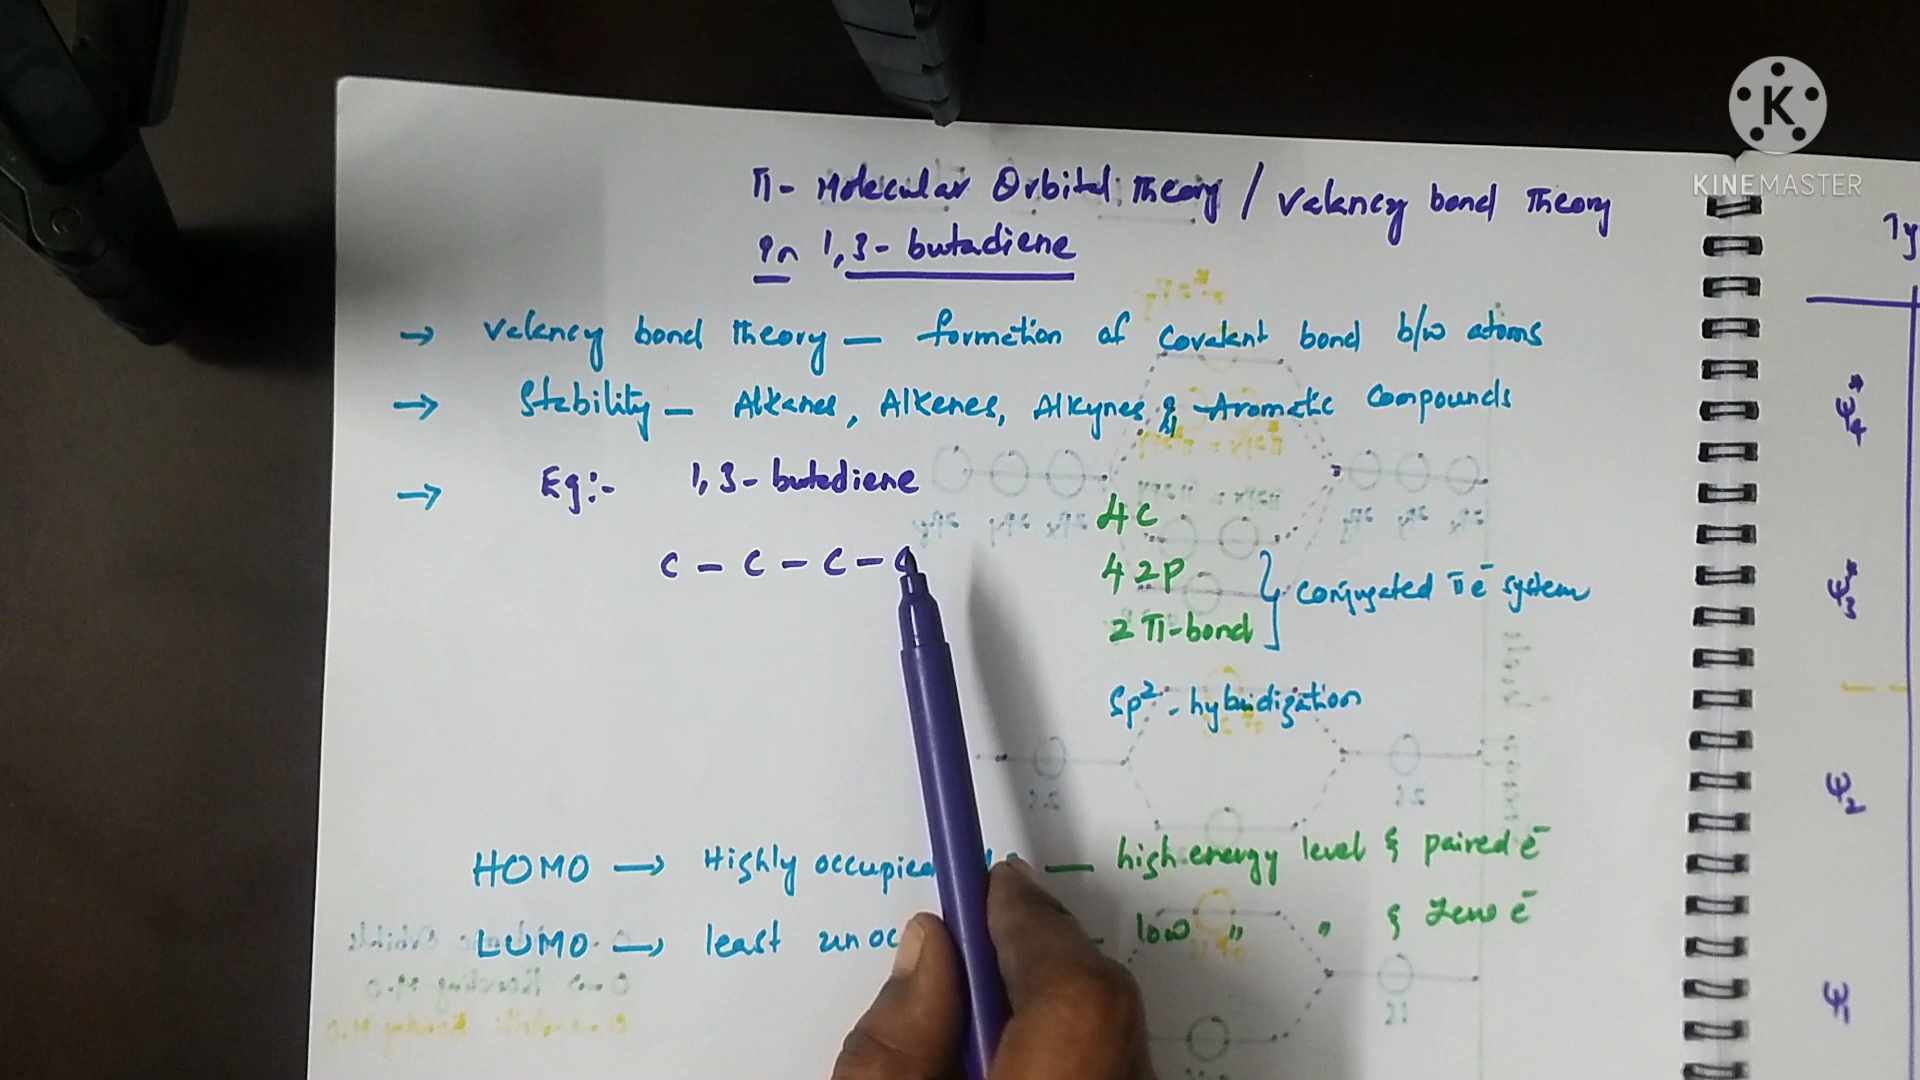 KINEMASTER
π- Molecular Orbital Theory / Valency bond Theory
in 1,3-butadiene
→ Valency bond Theory — formation of Covalent bond b/w atoms
→ Stability — Alkanes, Alkenes, Alkynes & Aromatic Compounds
→ Eg:- 1,3-butadiene
C - C - C - C
4C
4 2p
2 π-bond
} conjugated πe⁻ system
Sp² - hybridization
HOMO → Highly occupied — high energy level & paired e⁻
LUMO → least unoc — low " " & Zero e⁻
Ψ₄*
Ψ₃*
Ψ₂
Ψ₁